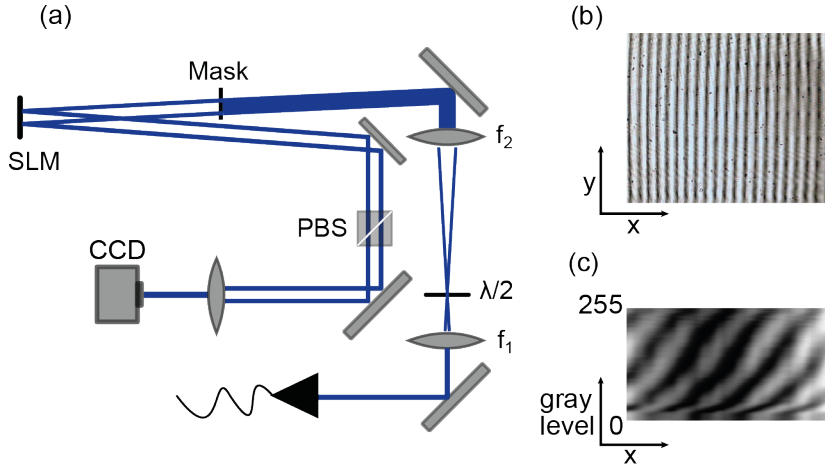 (a)
Mask
SLM
f2
PBS
CCD
λ/2
f1
(b)
y
x
(c)
255
gray
level
0
x